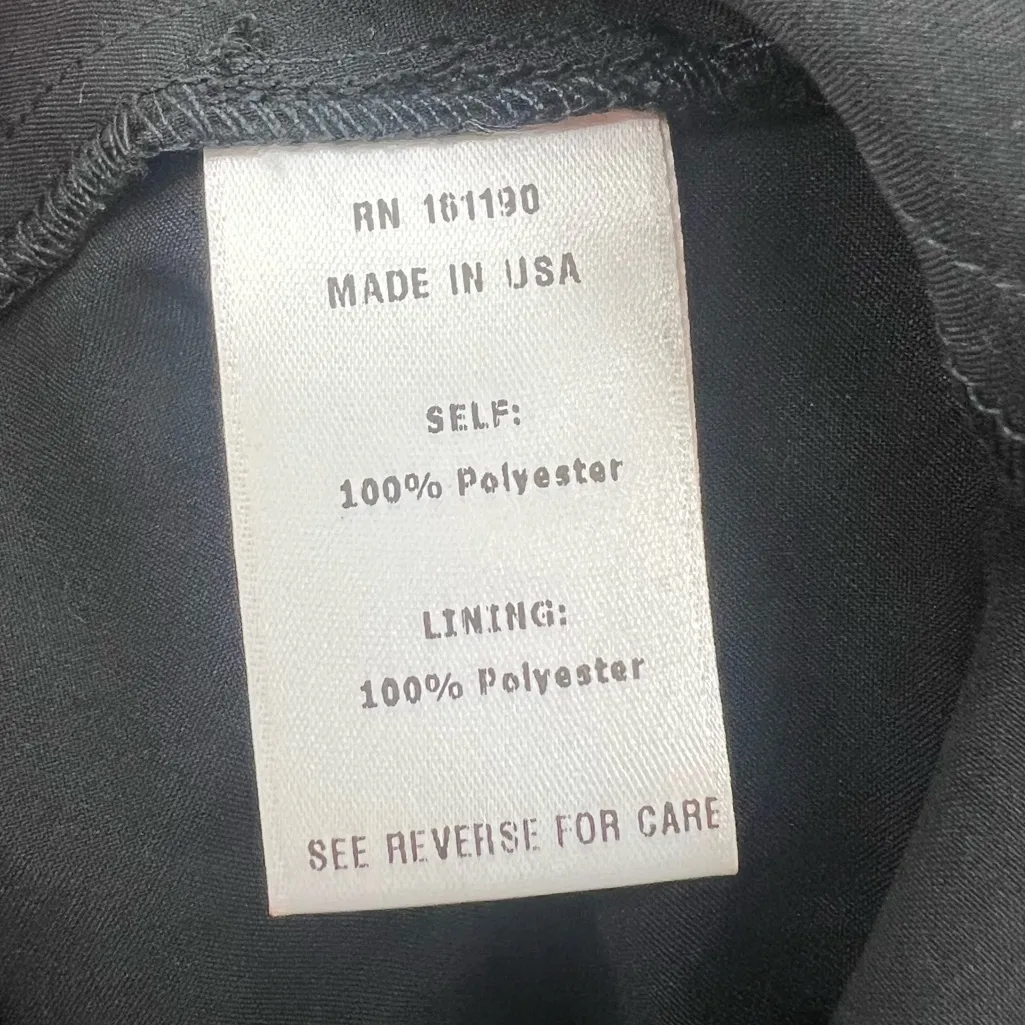 RN 161190
MADE IN USA
SELF:
100% Polyester
LINING:
100% Polyester
SEE REVERSE FOR CARE